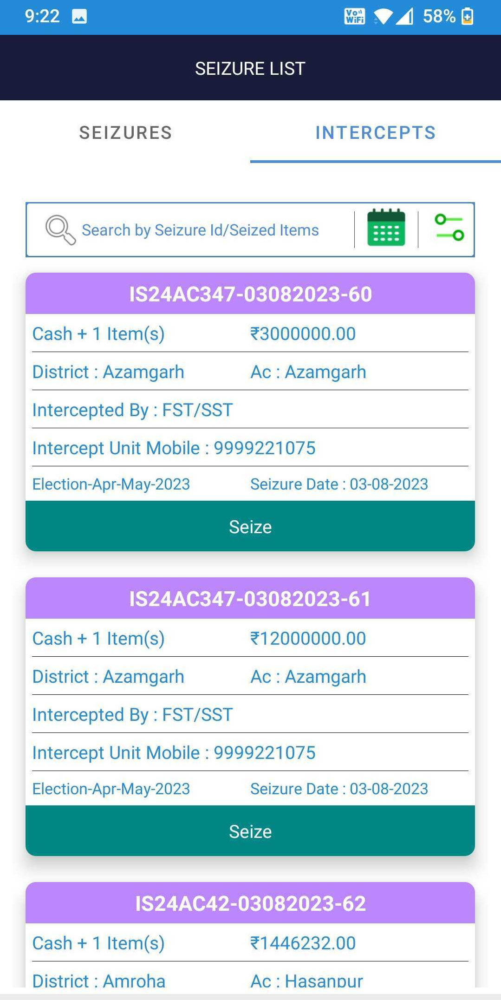 9:22 Vo WiFi 58%
SEIZURE LIST
SEIZURES INTERCEPTS
Search by Seizure Id/Seized Items
IS24AC347-03082023-60
Cash + 1 Item(s) ₹3000000.00
District : Azamgarh Ac : Azamgarh
Intercepted By : FST/SST
Intercept Unit Mobile : 9999221075
Election-Apr-May-2023 Seizure Date : 03-08-2023
Seize
IS24AC347-03082023-61
Cash + 1 Item(s) ₹12000000.00
District : Azamgarh Ac : Azamgarh
Intercepted By : FST/SST
Intercept Unit Mobile : 9999221075
Election-Apr-May-2023 Seizure Date : 03-08-2023
Seize
IS24AC42-03082023-62
Cash + 1 Item(s) ₹1446232.00
District : Amroha Ac : Hasanpur